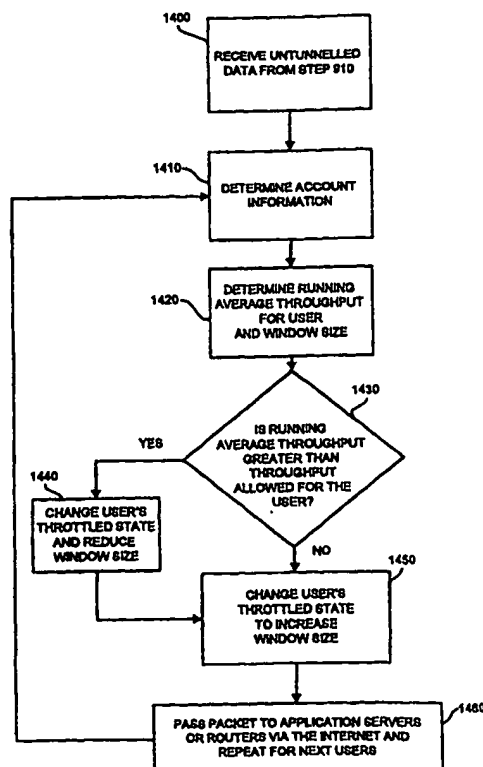 1400
RECEIVE UNTUNNELLED
DATA FROM STEP 910
1410
DETERMINE ACCOUNT
INFORMATION
1420
DETERMINE RUNNING
AVERAGE THROUGHPUT
FOR USER
AND WINDOW SIZE
1430
IS RUNNING
AVERAGE THROUGHPUT
GREATER THAN
THROUGHPUT
ALLOWED FOR THE
USER?
YES
1440
CHANGE USER'S
THROTTLED STATE
AND REDUCE
WINDOW SIZE
NO
1450
CHANGE USER'S
THROTTLED STATE
TO INCREASE
WINDOW SIZE
1460
PASS PACKET TO APPLICATION SERVERS
OR ROUTERS VIA THE INTERNET AND
REPEAT FOR NEXT USERS